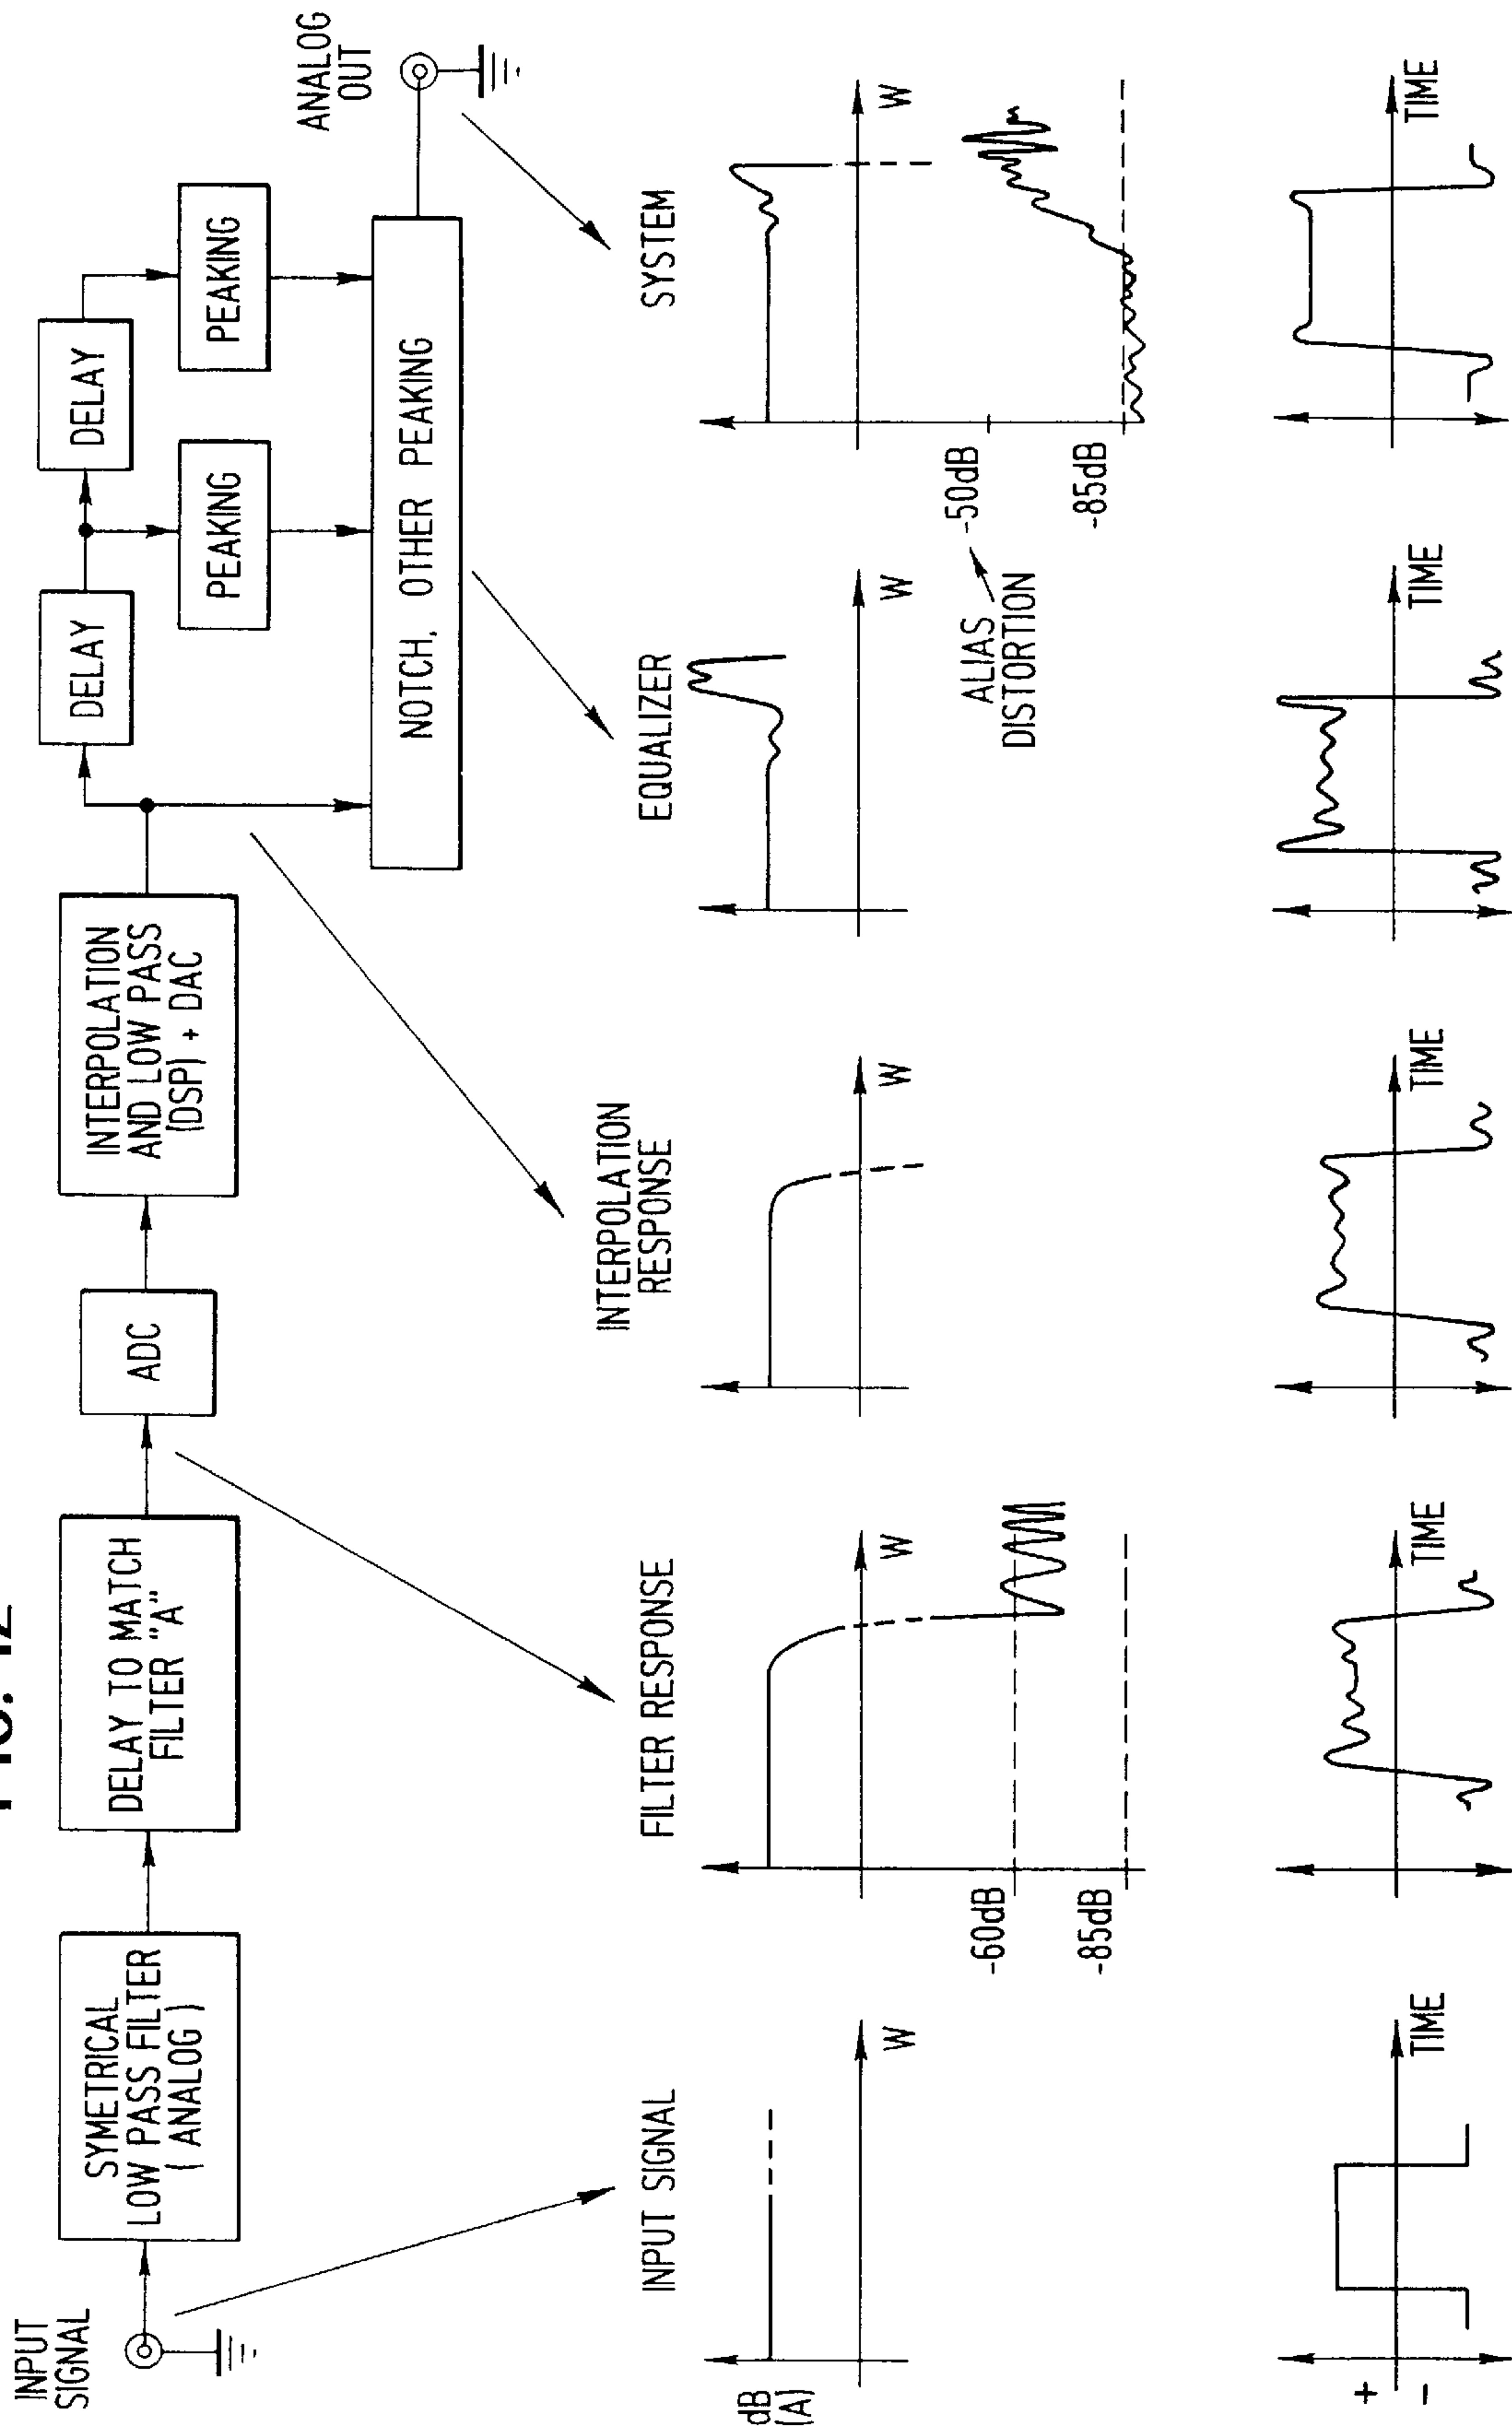 FIG. 12
INPUT
SIGNAL
SYMETRICAL
LOW PASS FILTER
( ANALOG )
DELAY TO MATCH
FILTER "A"
ADC
INTERPOLATION
AND LOW PASS
(DSP) + DAC
DELAY
DELAY
PEAKING
PEAKING
NOTCH, OTHER PEAKING
ANALOG
OUT
INPUT SIGNAL
dB
(A)
W
FILTER RESPONSE
W
-60dB
-85dB
INTERPOLATION
RESPONSE
W
EQUALIZER
W
ALIAS
DISTORTION
SYSTEM
W
-50dB
-85dB
+
-
TIME
TIME
TIME
TIME
TIME